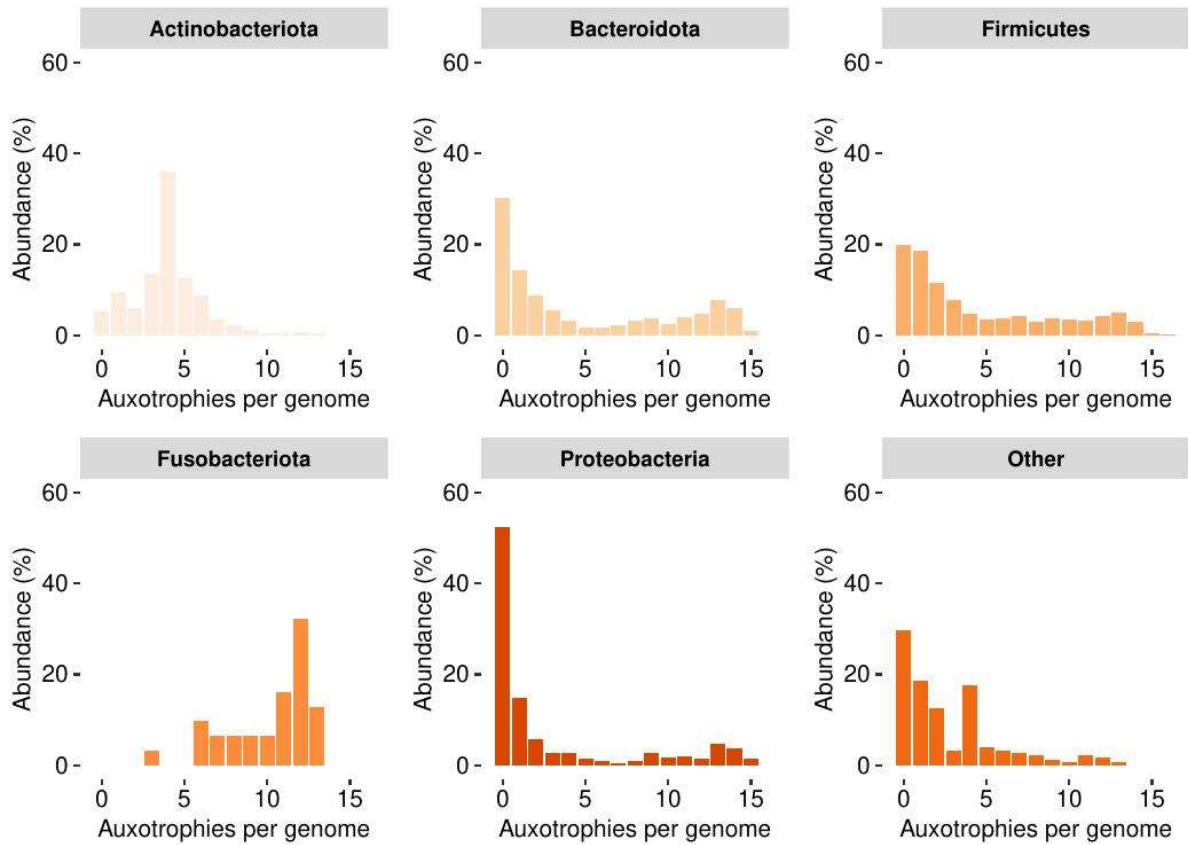 Actinobacteriota
Bacteroidota
Firmicutes
60
40
20
0
Abundance (%)
0 5 10 15
Auxotrophies per genome
60
40
20
0
Abundance (%)
0 5 10 15
Auxotrophies per genome
60
40
20
0
Abundance (%)
0 5 10 15
Auxotrophies per genome
Fusobacteriota
Proteobacteria
Other
60
40
20
0
Abundance (%)
0 5 10 15
Auxotrophies per genome
60
40
20
0
Abundance (%)
0 5 10 15
Auxotrophies per genome
60
40
20
0
Abundance (%)
0 5 10 15
Auxotrophies per genome